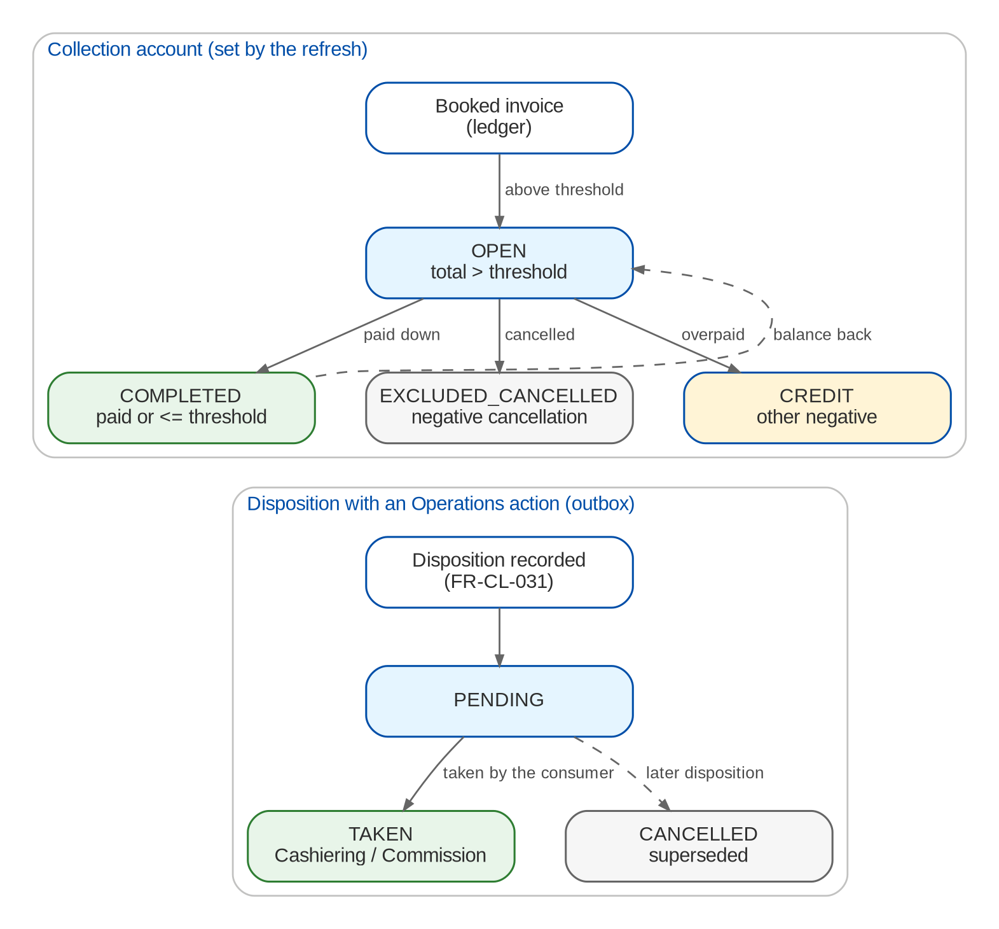 Collection account (set by the refresh)
Booked invoice
(ledger)
above threshold
OPEN
total > threshold
paid down
cancelled
overpaid
balance back
COMPLETED
paid or <= threshold
EXCLUDED_CANCELLED
negative cancellation
CREDIT
other negative
Disposition with an Operations action (outbox)
Disposition recorded
(FR-CL-031)
PENDING
taken by the consumer
later disposition
TAKEN
Cashiering / Commission
CANCELLED
superseded